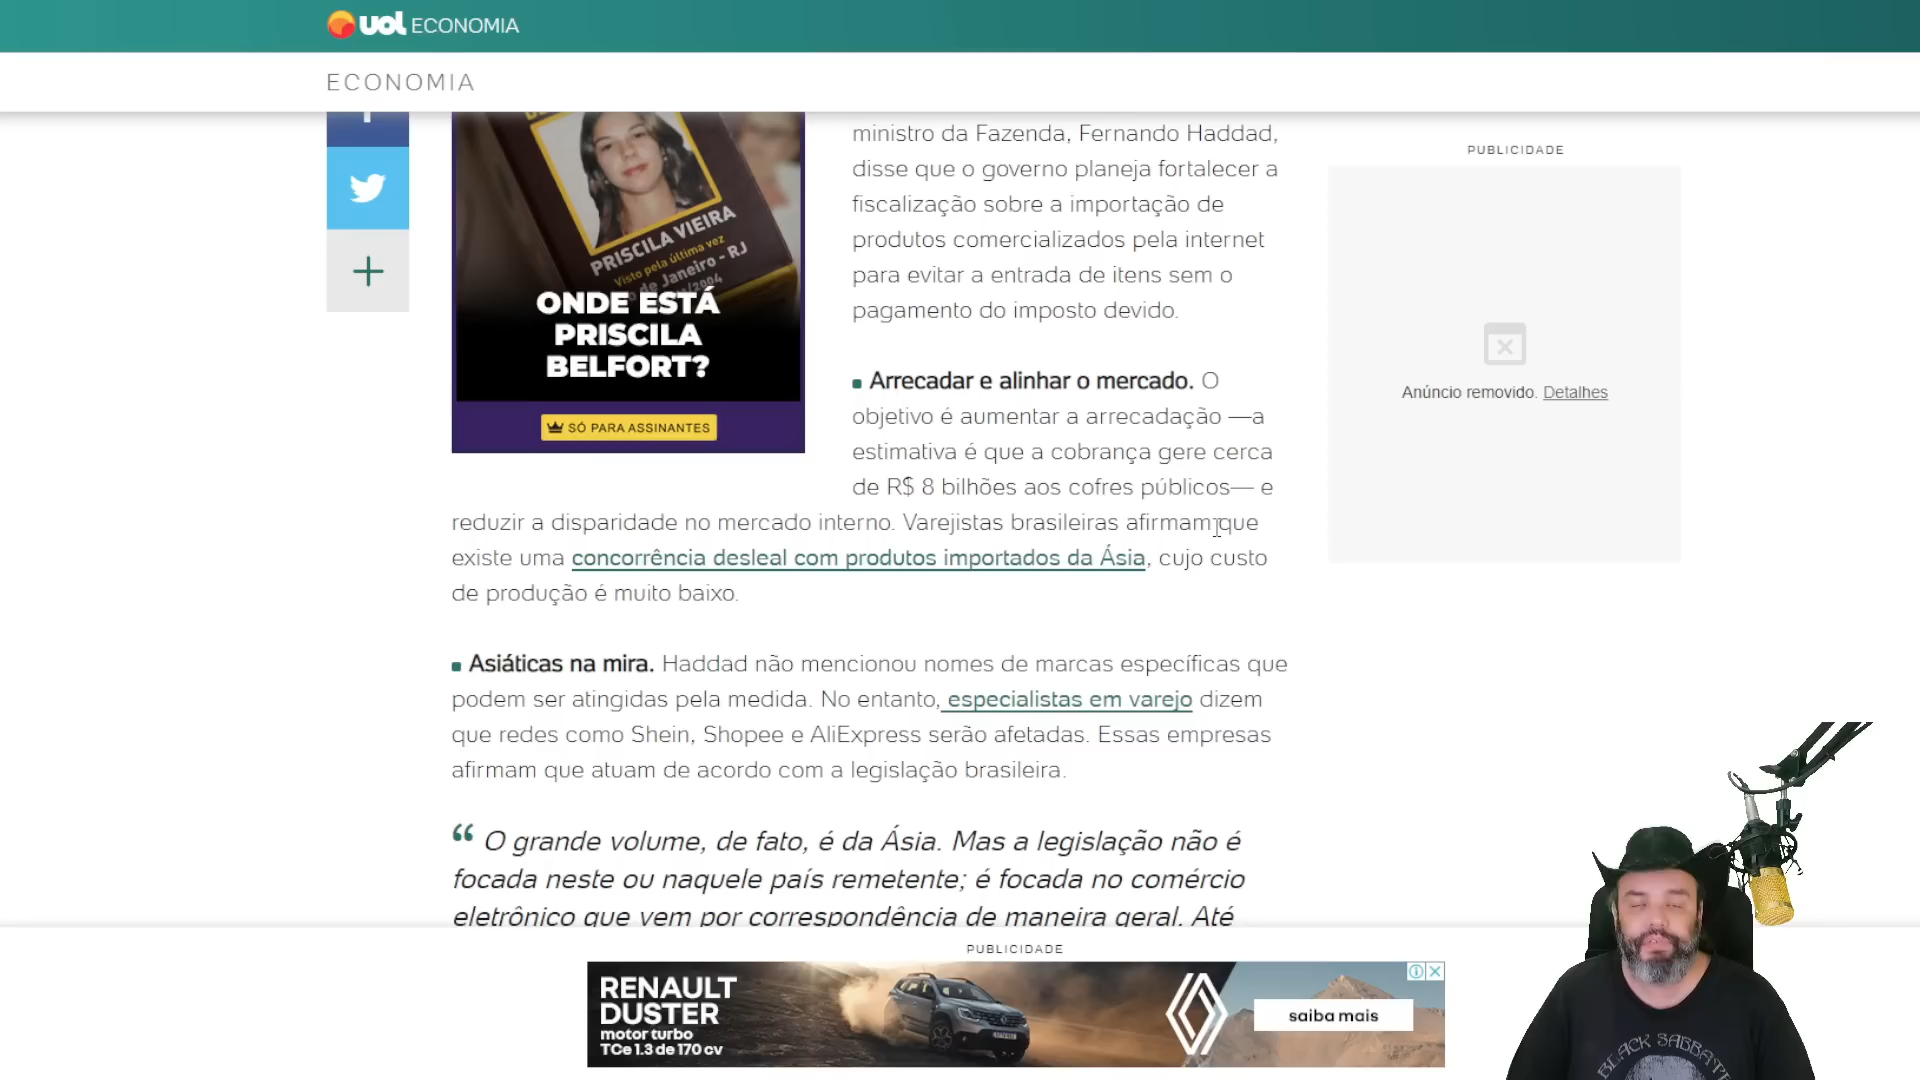 uol ECONOMIA
ECONOMIA
PRISCILA VIEIRA
Visto pela última vez
de Janeiro - RJ
/2004
ONDE ESTÁ
PRISCILA
BELFORT?
SÓ PARA ASSINANTES
ministro da Fazenda, Fernando Haddad,
disse que o governo planeja fortalecer a
fiscalização sobre a importação de
produtos comercializados pela internet
para evitar a entrada de itens sem o
pagamento do imposto devido.
Arrecadar e alinhar o mercado. O
objetivo é aumentar a arrecadação —a
estimativa é que a cobrança gere cerca
de R$ 8 bilhões aos cofres públicos— e
reduzir a disparidade no mercado interno. Varejistas brasileiras afirmam que
existe uma concorrência desleal com produtos importados da Ásia, cujo custo
de produção é muito baixo.
Asiáticas na mira. Haddad não mencionou nomes de marcas específicas que
podem ser atingidas pela medida. No entanto, especialistas em varejo dizem
que redes como Shein, Shopee e AliExpress serão afetadas. Essas empresas
afirmam que atuam de acordo com a legislação brasileira.
“ O grande volume, de fato, é da Ásia. Mas a legislação não é
focada neste ou naquele país remetente; é focada no comércio
eletrônico que vem por correspondência de maneira geral. Até
PUBLICIDADE
Anúncio removido. Detalhes
PUBLICIDADE
RENAULT
DUSTER
motor turbo
TCe 1.3 de 170 cv
saiba mais
BLACK SABBATH